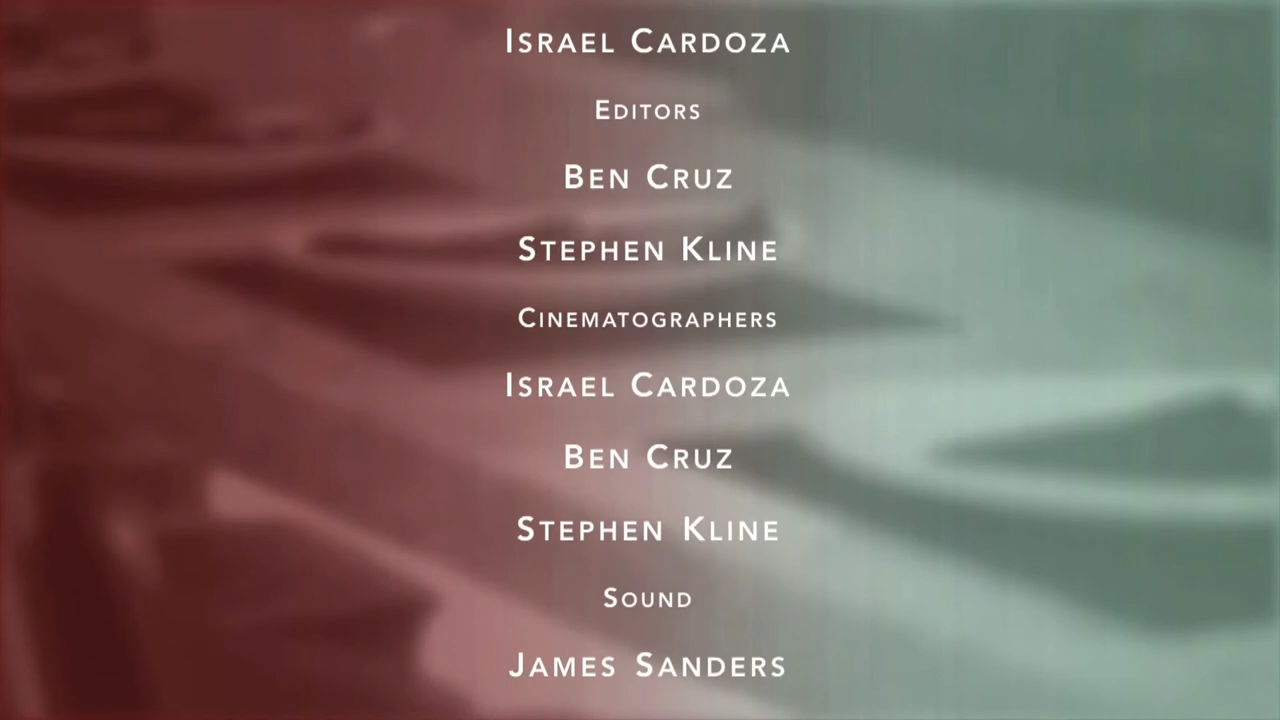 Israel Cardoza
Editors
Ben Cruz
Stephen Kline
Cinematographers
Israel Cardoza
Ben Cruz
Stephen Kline
Sound
James Sanders